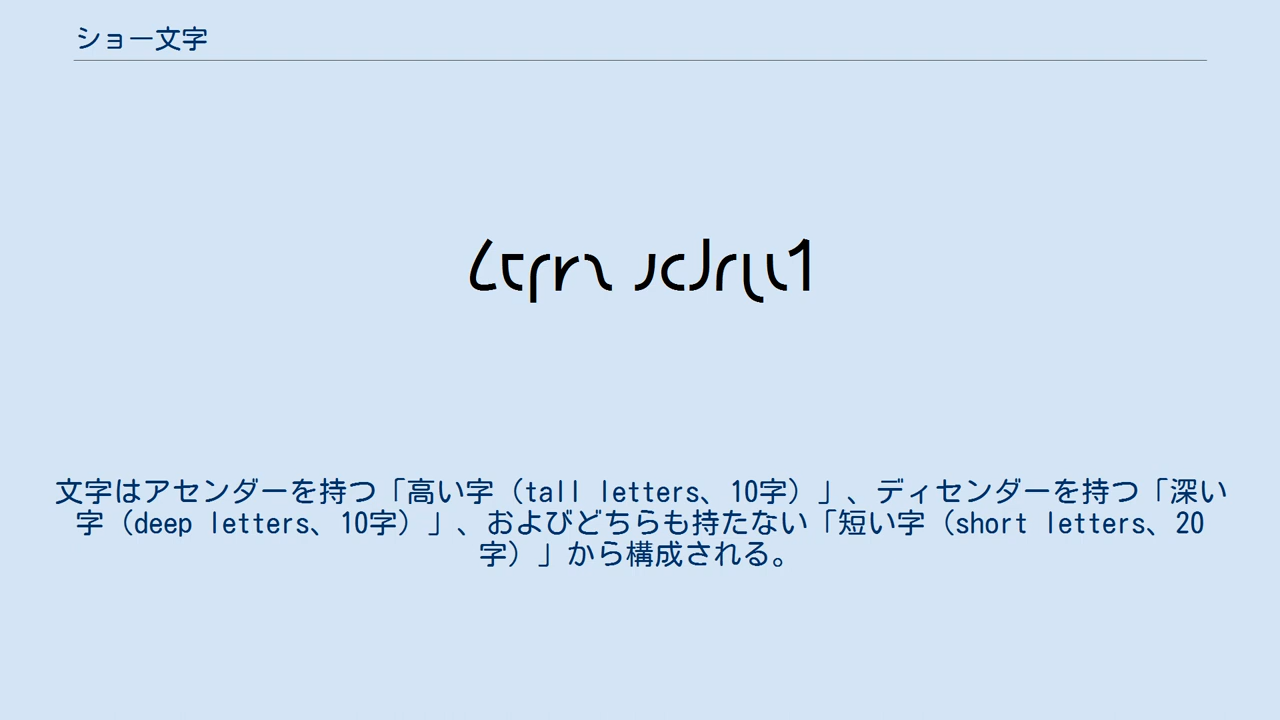 ショー文字
𐑖𐑱𐑝𐑾𐑯 𐑨𐑤𐑓𐑩𐑚𐑧𐑑
文字はアセンダーを持つ「高い字（tall letters、10字）」、ディセンダーを持つ「深い
字（deep letters、10字）」、およびどちらも持たない「短い字（short letters、20
字）」から構成される。